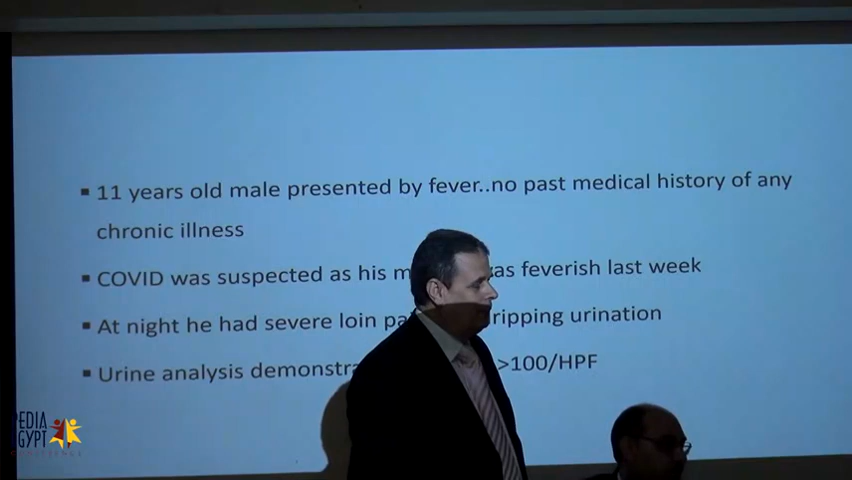 ▪ 11 years old male presented by fever..no past medical history of any
chronic illness
▪ COVID was suspected as his m as feverish last week
▪ At night he had severe loin pa ripping urination
▪ Urine analysis demonstra >100/HPF
PEDIA
EGYPT